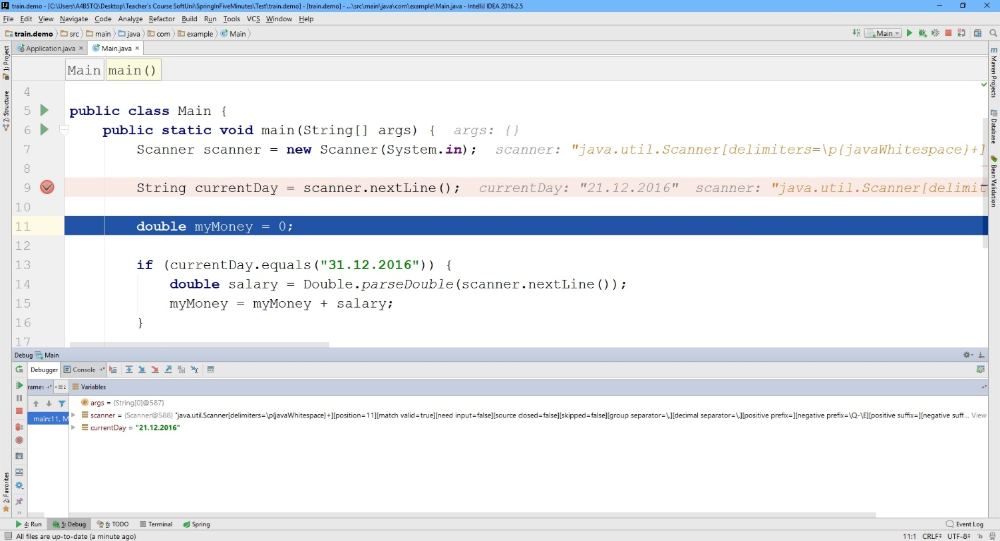 train.demo - [C:\Users\A4B5TQ\Desktop\Teacher's Course SoftUni\SpringInFiveMinutes\Test\train.demo] - [train.demo] - ...\src\main\java\com\example\Main.java - IntelliJ IDEA 2016.2.5
File Edit View Navigate Code Analyze Refactor Build Run Tools VCS Window Help
train.demo src main java com example Main
Main
Application.java Main.java
1: Project
Z: Structure
2: Favorites
Maven Projects
Database
Bean Validation
Main main()
4
5 public class Main {
6 public static void main(String[] args) { args: {}
7 Scanner scanner = new Scanner(System.in); scanner: "java.util.Scanner[delimiters=\p{javaWhitespace}+]
8
9 String currentDay = scanner.nextLine(); currentDay: "21.12.2016" scanner: "java.util.Scanner[delimit
10
11 double myMoney = 0;
12
13 if (currentDay.equals("31.12.2016")) {
14 double salary = Double.parseDouble(scanner.nextLine());
15 myMoney = myMoney + salary;
16 }
17
Debug Main
Debugger Console
rames Variables
args = {String[0]@587}
main:11, M
scanner = {Scanner@588} "java.util.Scanner[delimiters=\p{javaWhitespace}+][position=11][match valid=true][need input=false][source closed=false][skipped=false][group separator=\,][decimal separator=\.][positive prefix=][negative prefix=\Q-\E][positive suffix=][negative suff... View
currentDay = "21.12.2016"
4: Run 5: Debug 6: TODO Terminal Spring Event Log
All files are up-to-date (a minute ago) 11:1 CRLF UTF-8